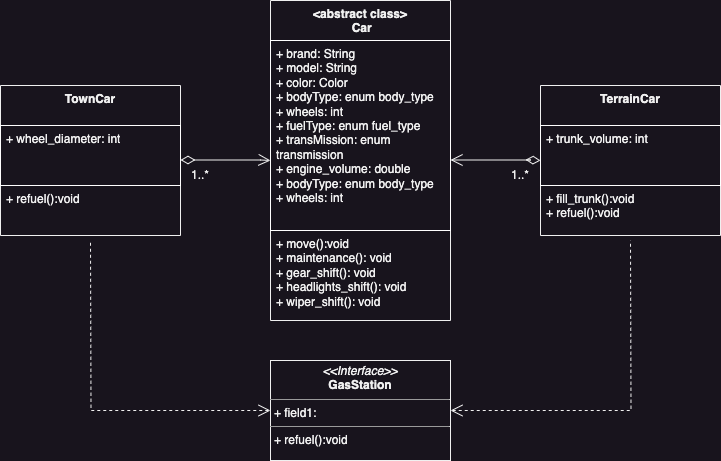 <abstract class>
Car
+ brand: String
+ model: String
+ color: Color
+ bodyType: enum body_type
+ wheels: int
+ fuelType: enum fuel_type
+ transMission: enum
transmission
+ engine_volume: double
+ bodyType: enum body_type
+ wheels: int
+ move():void
+ maintenance(): void
+ gear_shift(): void
+ headlights_shift(): void
+ wiper_shift(): void
TownCar
+ wheel_diameter: int
+ refuel():void
1..*
TerrainCar
+ trunk_volume: int
+ fill_trunk():void
+ refuel():void
1..*
<<Interface>>
GasStation
+ field1:
+ refuel():void